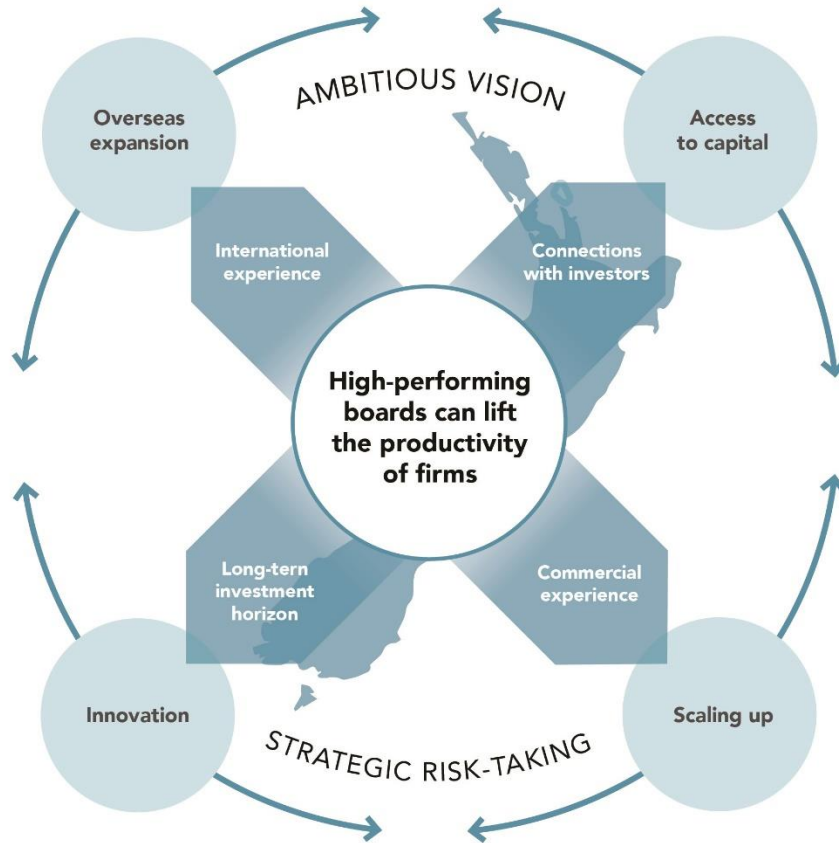 AMBITIOUS VISION
Overseas
expansion
Access
to capital
International
experience
Connections
with investors
High-performing
boards can lift
the productivity
of firms
Long-tern
investment
horizon
Commercial
experience
Innovation
Scaling up
STRATEGIC RISK-TAKING